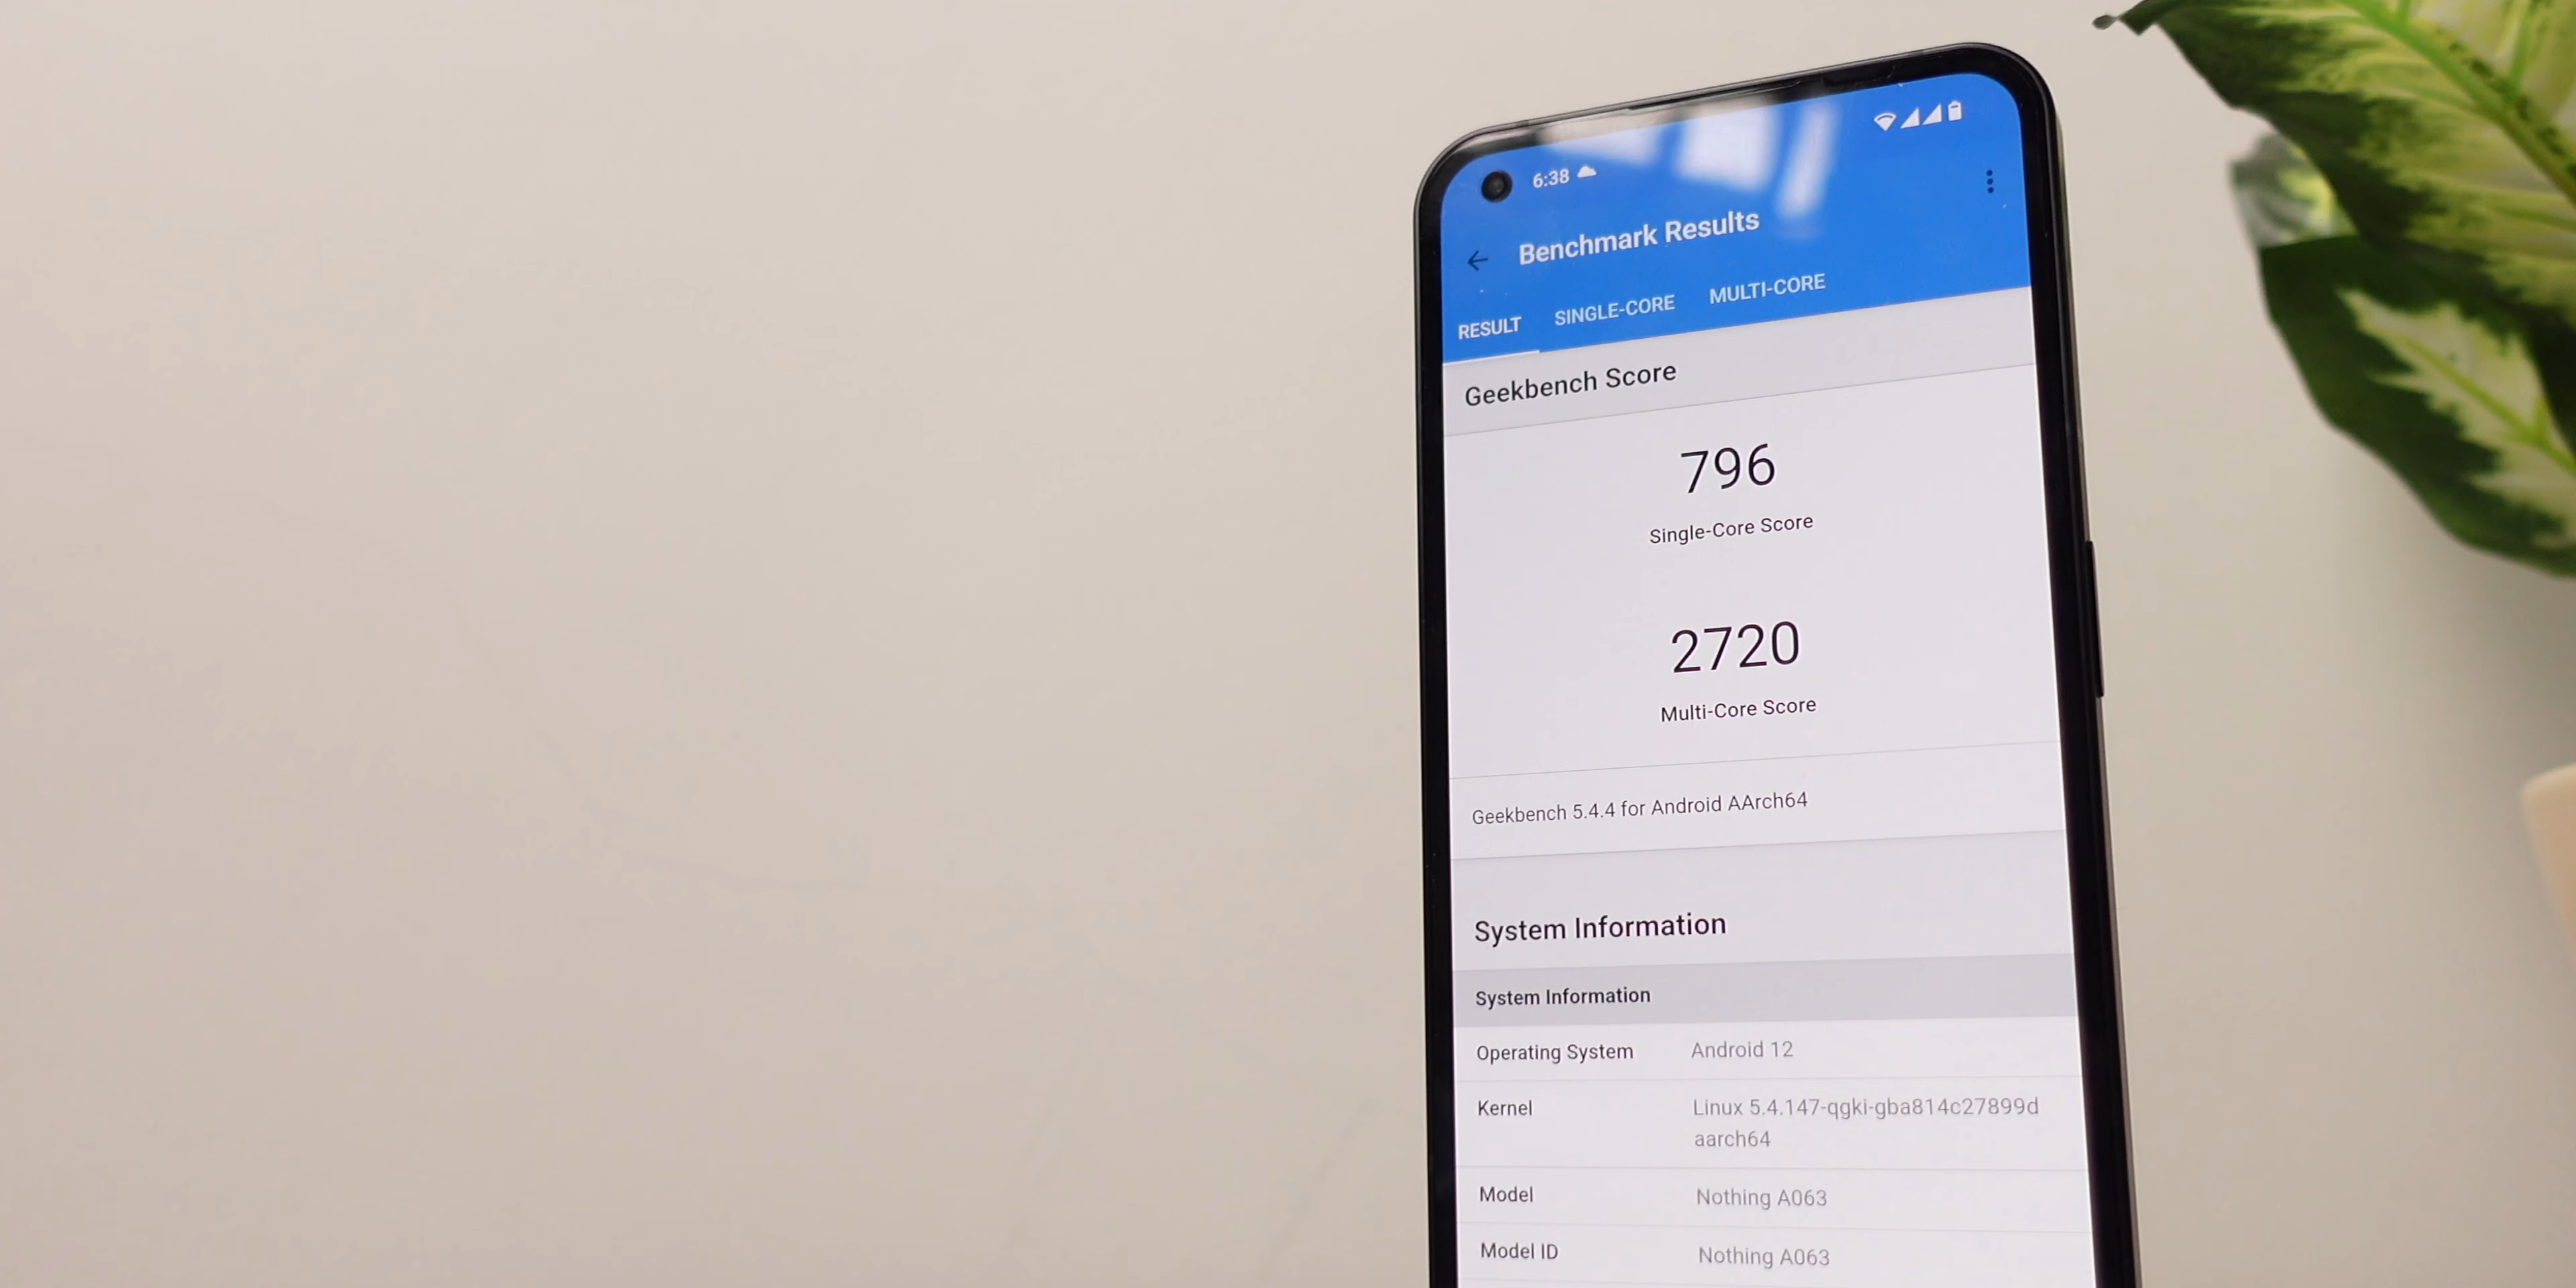 6:38
Benchmark Results
RESULT SINGLE-CORE MULTI-CORE
Geekbench Score
796
Single-Core Score
2720
Multi-Core Score
Geekbench 5.4.4 for Android AArch64
System Information
System Information
Operating System Android 12
Kernel Linux 5.4.147-qgki-gba814c27899d
aarch64
Model Nothing A063
Model ID Nothing A063